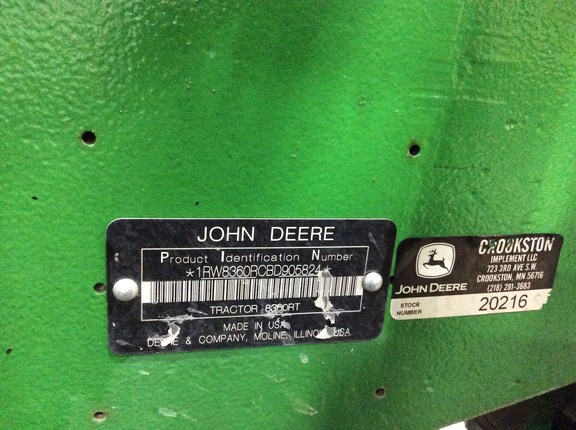 JOHN DEERE
Product Identification Number
*1RW8360RCBD905824*
TRACTOR 8360RT
MADE IN USA
DEERE & COMPANY, MOLINE, ILLINOIS, USA
JOHN DEERE
CROOKSTON
IMPLEMENT LLC
723 3RD AVE S.W
CROOKSTON, MN 56716
(218) 281-3683
STOCK
NUMBER
20216